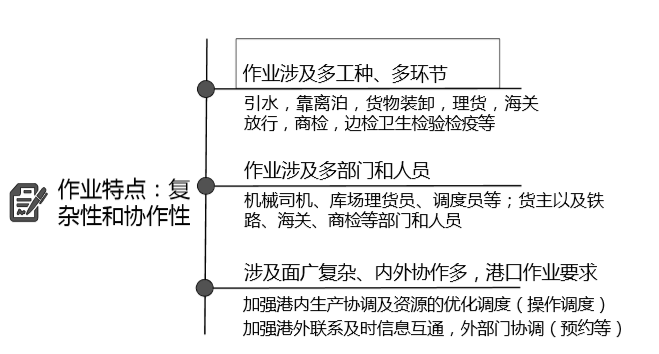 作业特点：复
杂性和协作性
作业涉及多工种、多环节
引水，靠离泊，货物装卸，理货，海关
放行，商检，边检卫生检验检疫等
作业涉及多部门和人员
机械司机、库场理货员、调度员等；货主以及铁
路、海关、商检等部门和人员
涉及面广复杂、内外协作多，港口作业要求
加强港内生产协调及资源的优化调度（操作调度）
加强港外联系及时信息互通，外部门协调（预约等）